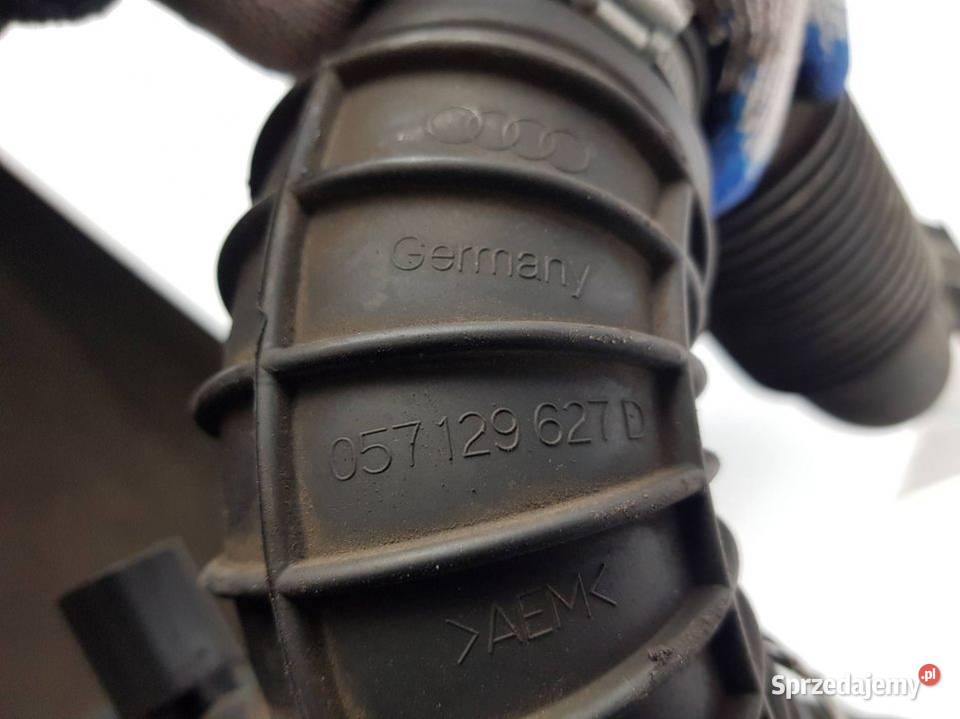 Germany
057 129 627 D
>AEM<
Sprzedajemy.pl